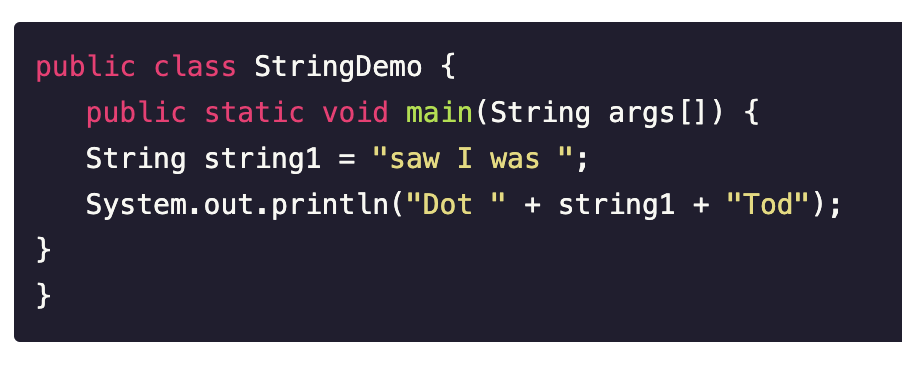 public class StringDemo {
   public static void main(String args[]) {
   String string1 = "saw I was ";
   System.out.println("Dot " + string1 + "Tod");
}
}